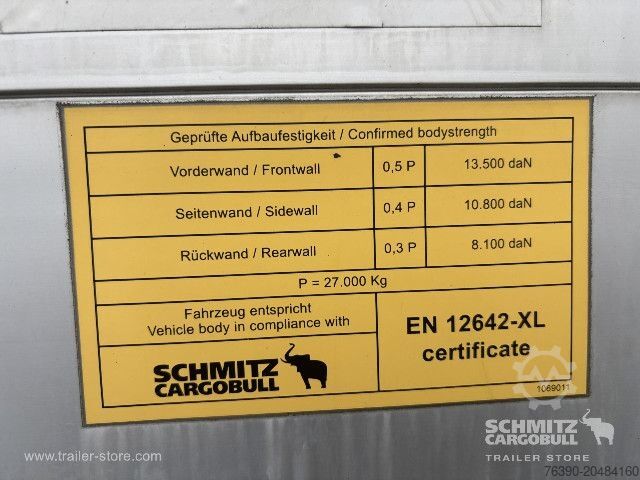 Geprüfte Aufbaufestigkeit / Confirmed bodystrength
Vorderwand / Frontwall 0,5 P 13.500 daN
Seitenwand / Sidewall 0,4 P 10.800 daN
Rückwand / Rearwall 0,3 P 8.100 daN
P = 27.000 Kg
Fahrzeug entspricht
Vehicle body in compliance with
SCHMITZ
CARGOBULL
EN 12642-XL
certificate
1069011
SCHMITZ
CARGOBULL
TRAILER STORE
www.trailer-store.com
76390-20484160